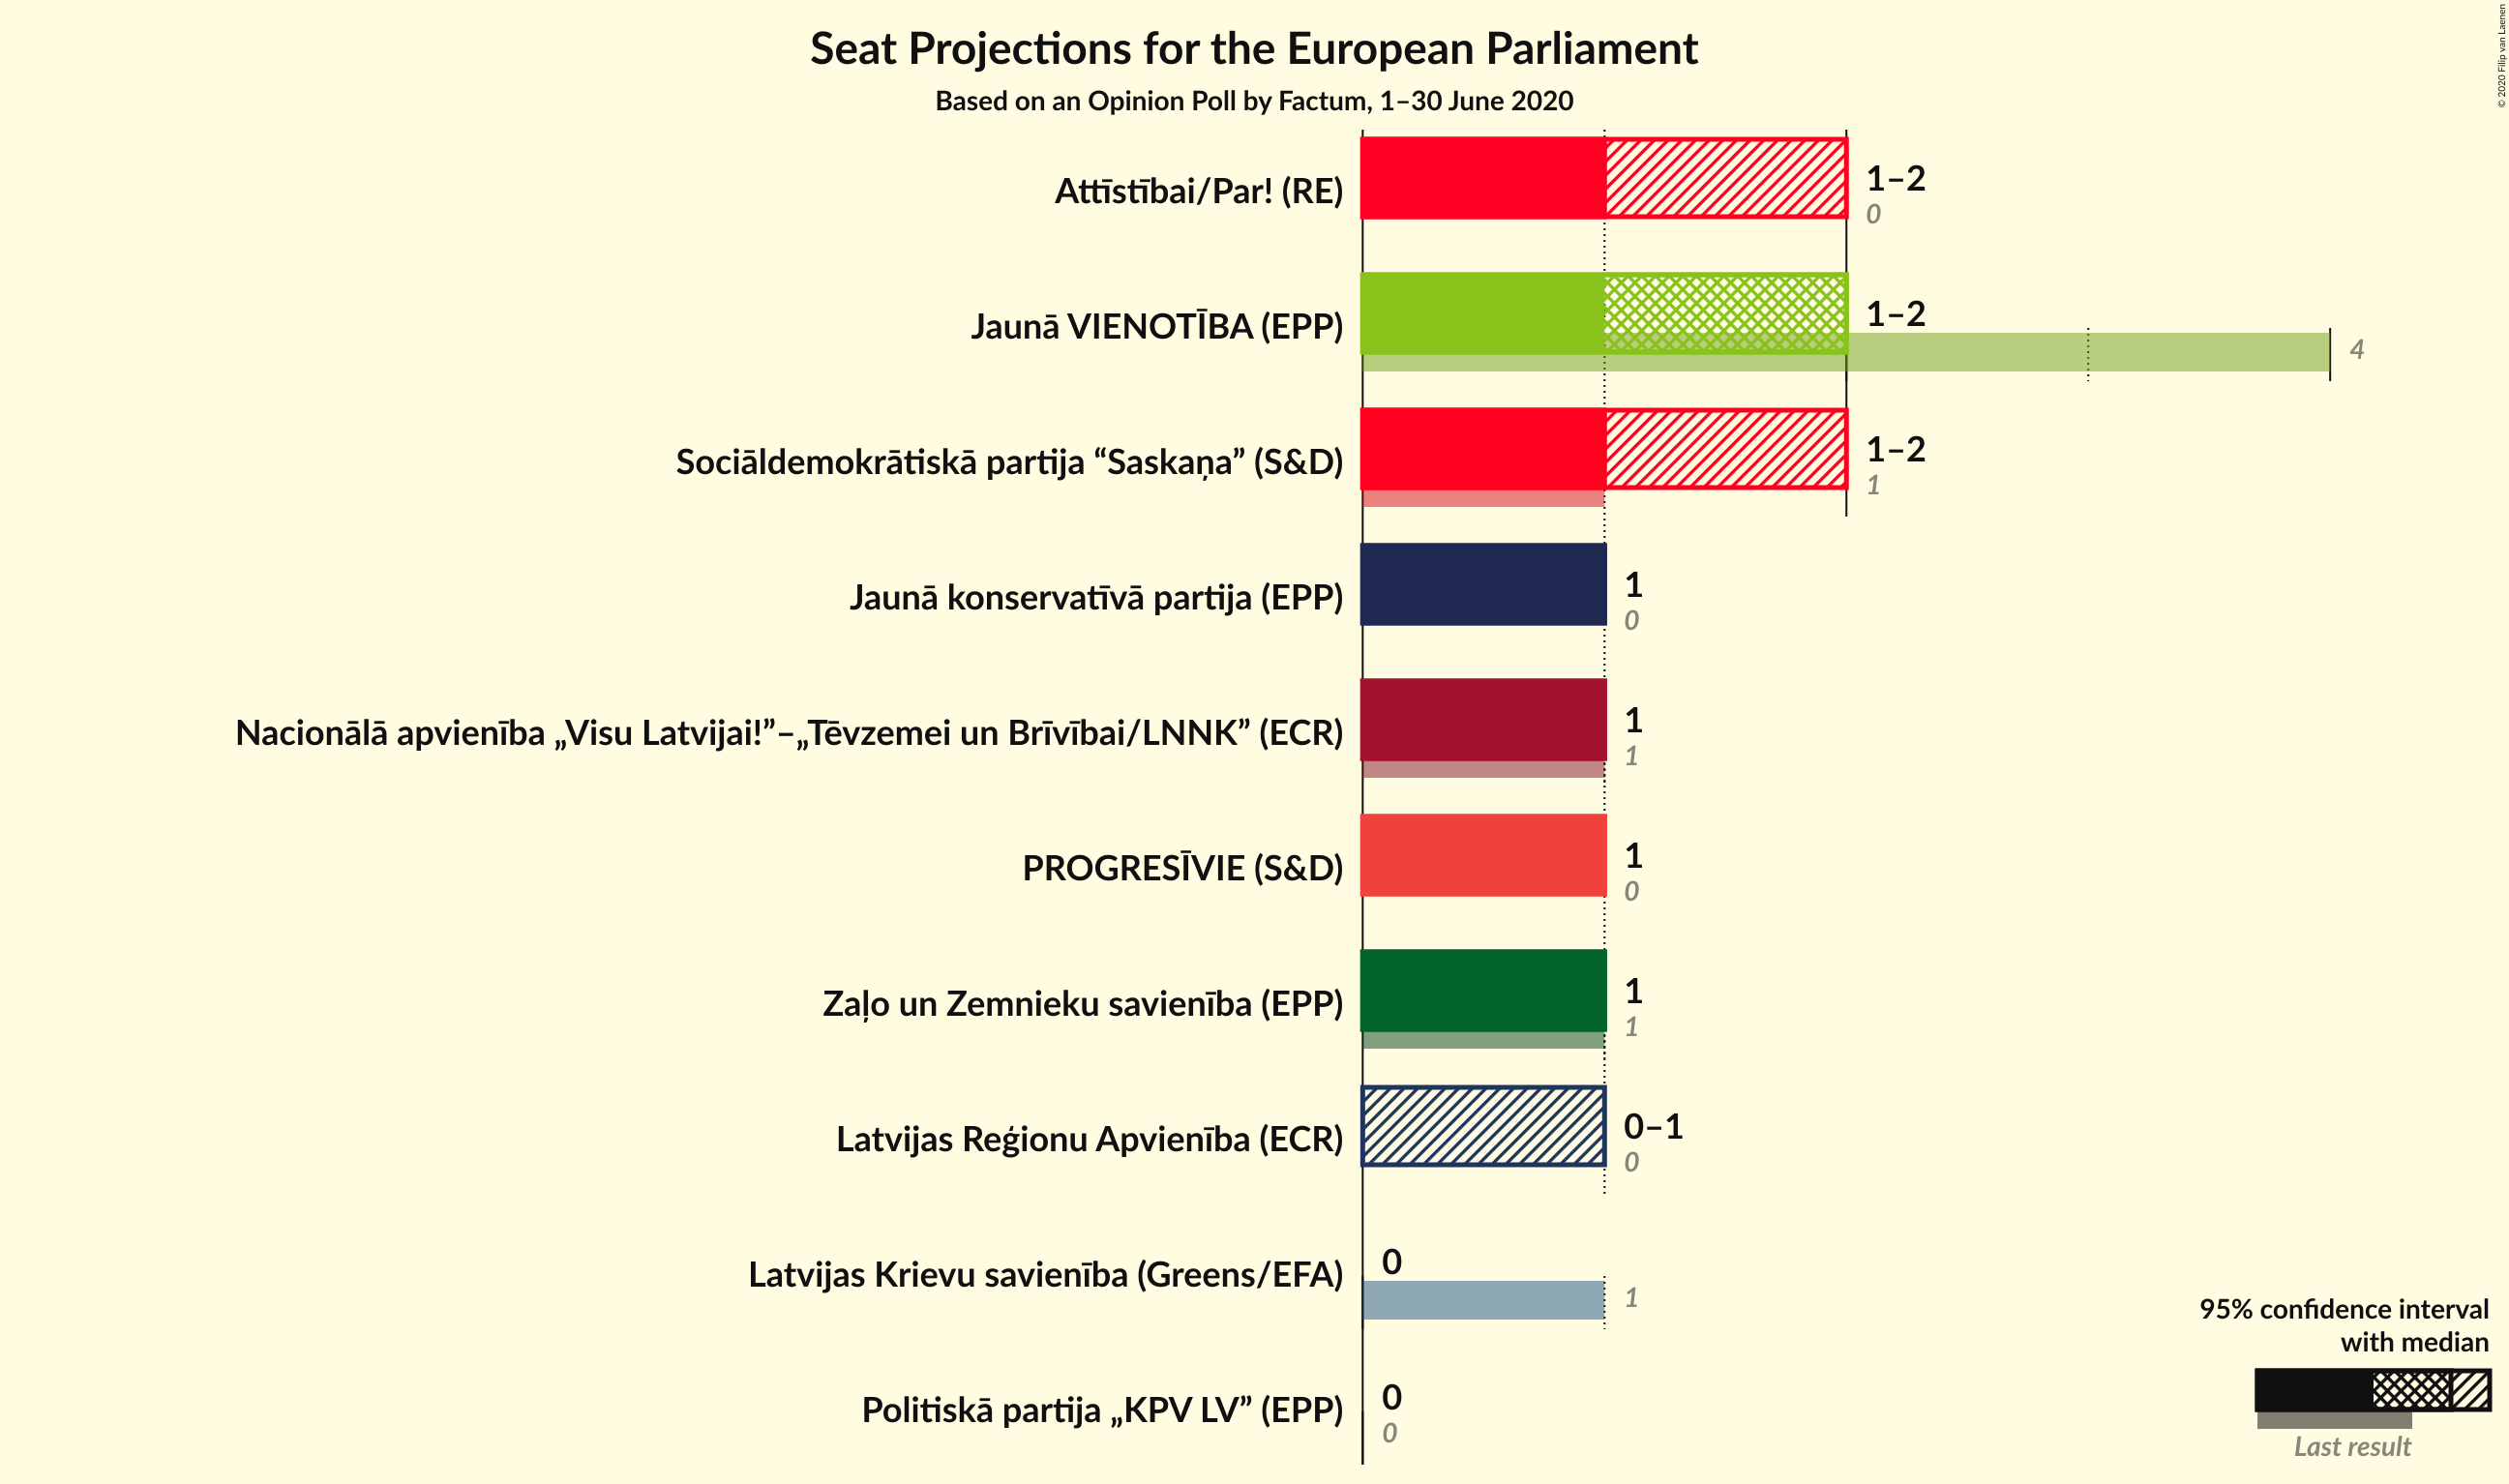 Seat Projections for the European Parliament
Based on an Opinion Poll by Factum, 1–30 June 2020
© 2020 Filip van Laenen
Attīstībai/Par! (RE)
1–2
0
Jaunā VIENOTĪBA (EPP)
1–2
4
Sociāldemokrātiskā partija “Saskaņa” (S&D)
1–2
1
Jaunā konservatīvā partija (EPP)
1
0
Nacionālā apvienība „Visu Latvijai!”–„Tēvzemei un Brīvībai/LNNK” (ECR)
1
1
PROGRESĪVIE (S&D)
1
0
Zaļo un Zemnieku savienība (EPP)
1
1
Latvijas Reģionu Apvienība (ECR)
0–1
0
Latvijas Krievu savienība (Greens/EFA)
0
1
Politiskā partija „KPV LV” (EPP)
0
0
95% confidence interval
with median
Last result